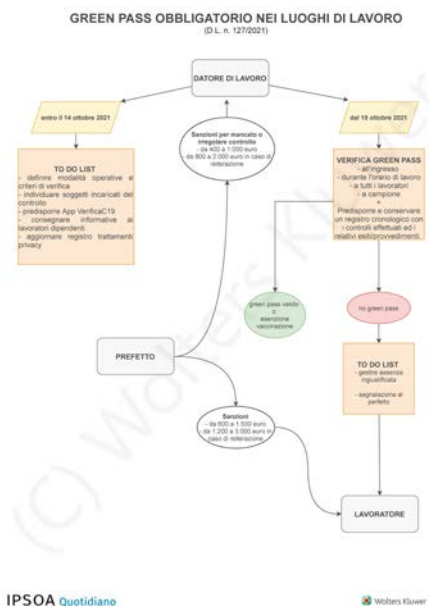 GREEN PASS OBBLIGATORIO NEI LUOGHI DI LAVORO
(D.L. n. 127/2021)
DATORE DI LAVORO
entro il 14 ottobre 2021
Sanzioni per mancato o
irregolare controllo
- da 400 a 1.000 euro
- da 800 a 2.000 euro in caso di
reiterazione
dal 15 ottobre 2021
TO DO LIST
- definire modalità operative e
criteri di verifica
- individuare soggetti incaricati del
controllo
- predisporre App VerificaC19
- consegnare informative ai
lavoratori dipendenti
- aggiornare registro trattamenti
privacy
VERIFICA GREEN PASS
- all'ingresso
- durante l'orario di lavoro
- a tutti i lavoratori
- a campione
+
Predisporre e conservare
un registro cronologico con
i controlli effettuati ed i
relativi esiti/provvedimenti.
green pass valido
o
esenzione
vaccinazione
no green pass
PREFETTO
TO DO LIST
- gestire assenza
ingiustificata
- segnalazione al
prefetto
Sanzioni
- da 600 a 1.500 euro
- da 1.200 a 3.000 euro in
caso di reiterazione
LAVORATORE
(C) Wolters Kluwer
IPSOA Quotidiano
Wolters Kluwer